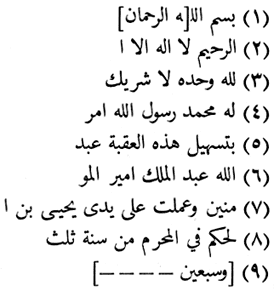 (١) بسم الل[ه الرحمان]
(٢) الرحيم لا اله الا ا
(٣) لله وحده لا شريك
(٤) له محمد رسول الله امر
(٥) بتسهيل هذه العقبة عبد
(٦) الله عبد الملك امير المو
(٧) منين وعملت على يدى يحيى بن ا
(٨) لحكم في المحرم من سنة ثلث
(٩) [وسبعين ————]